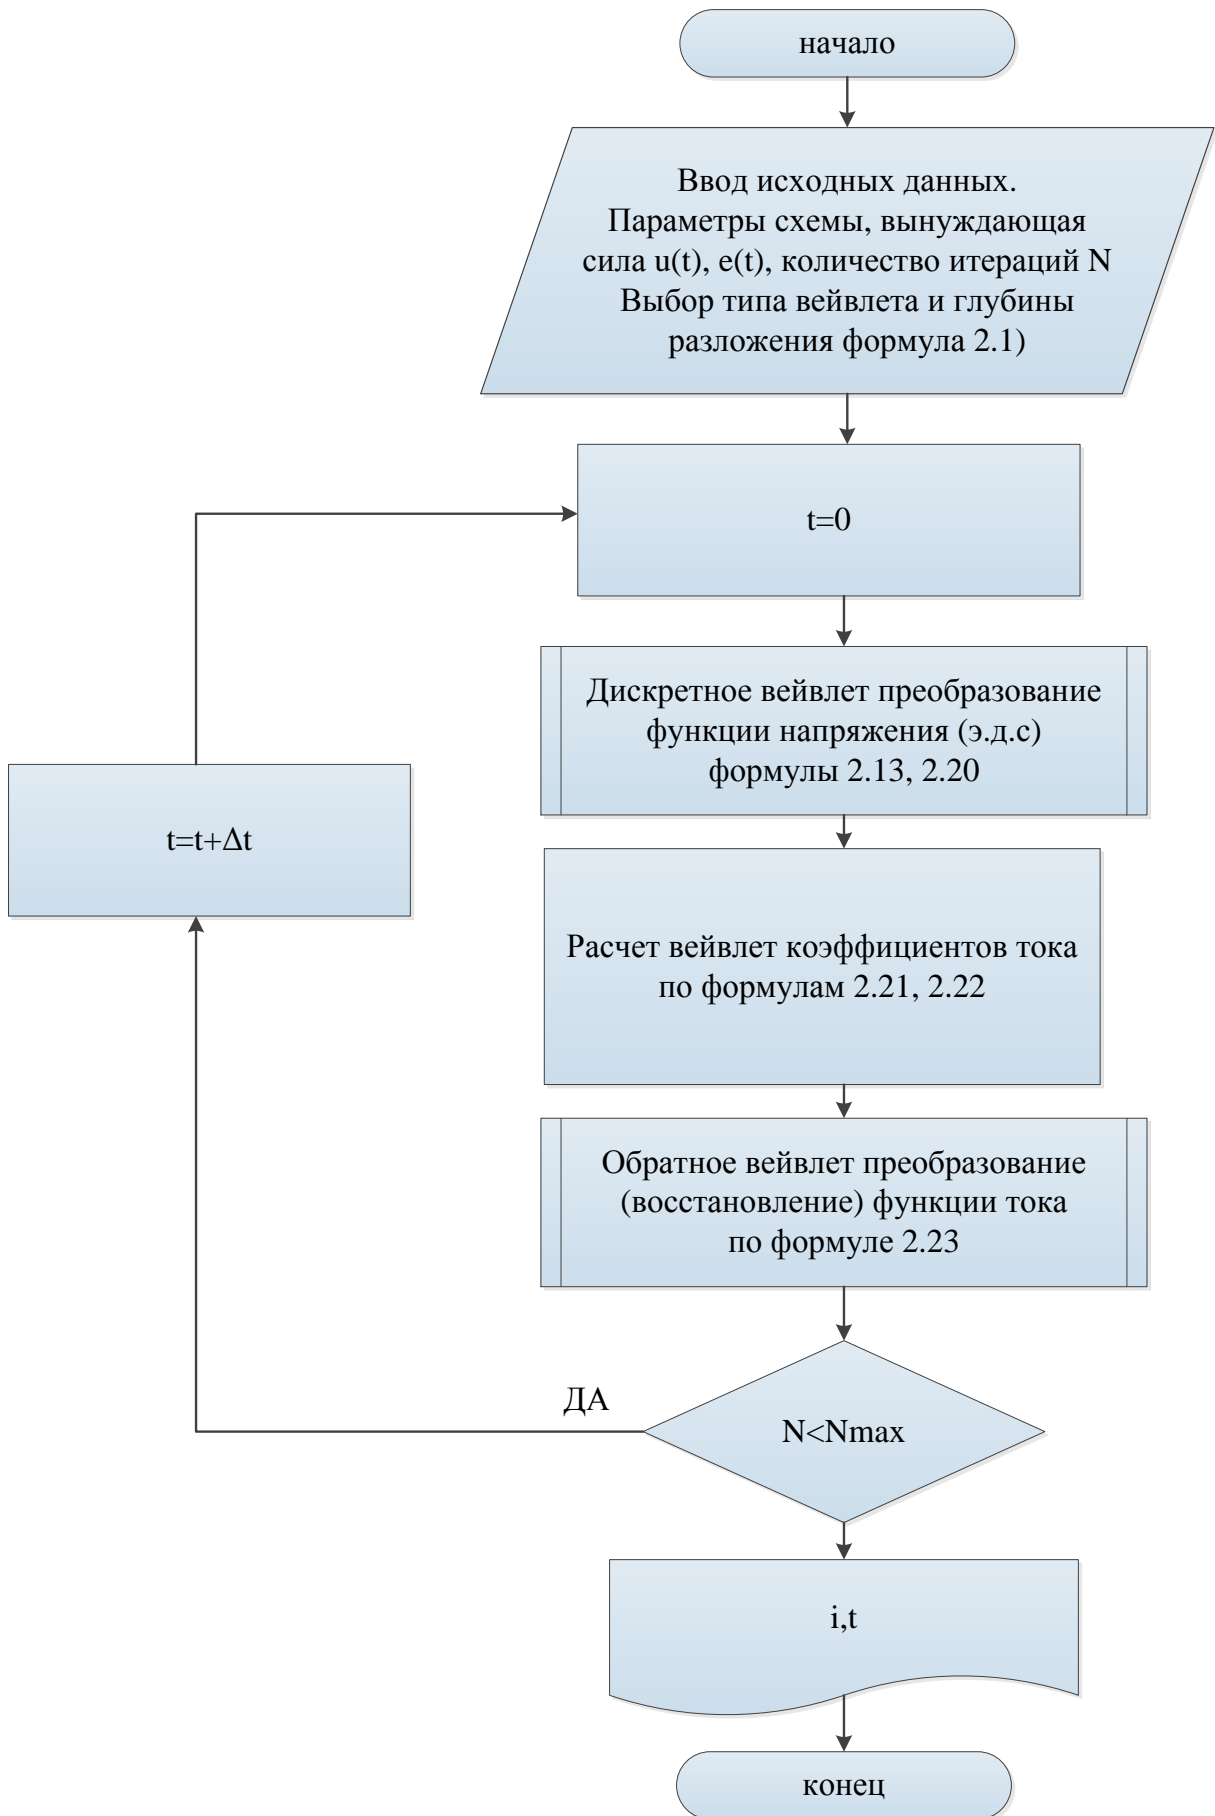 начало
Ввод исходных данных.
Параметры схемы, вынуждающая
сила u(t), e(t), количество итераций N
Выбор типа вейвлета и глубины
разложения формула 2.1)
t=0
Дискретное вейвлет преобразование
функции напряжения (э.д.с)
формулы 2.13, 2.20
t=t+Δt
Расчет вейвлет коэффициентов тока
по формулам 2.21, 2.22
Обратное вейвлет преобразование
(восстановление) функции тока
по формуле 2.23
ДА
N<Nmax
i,t
конец